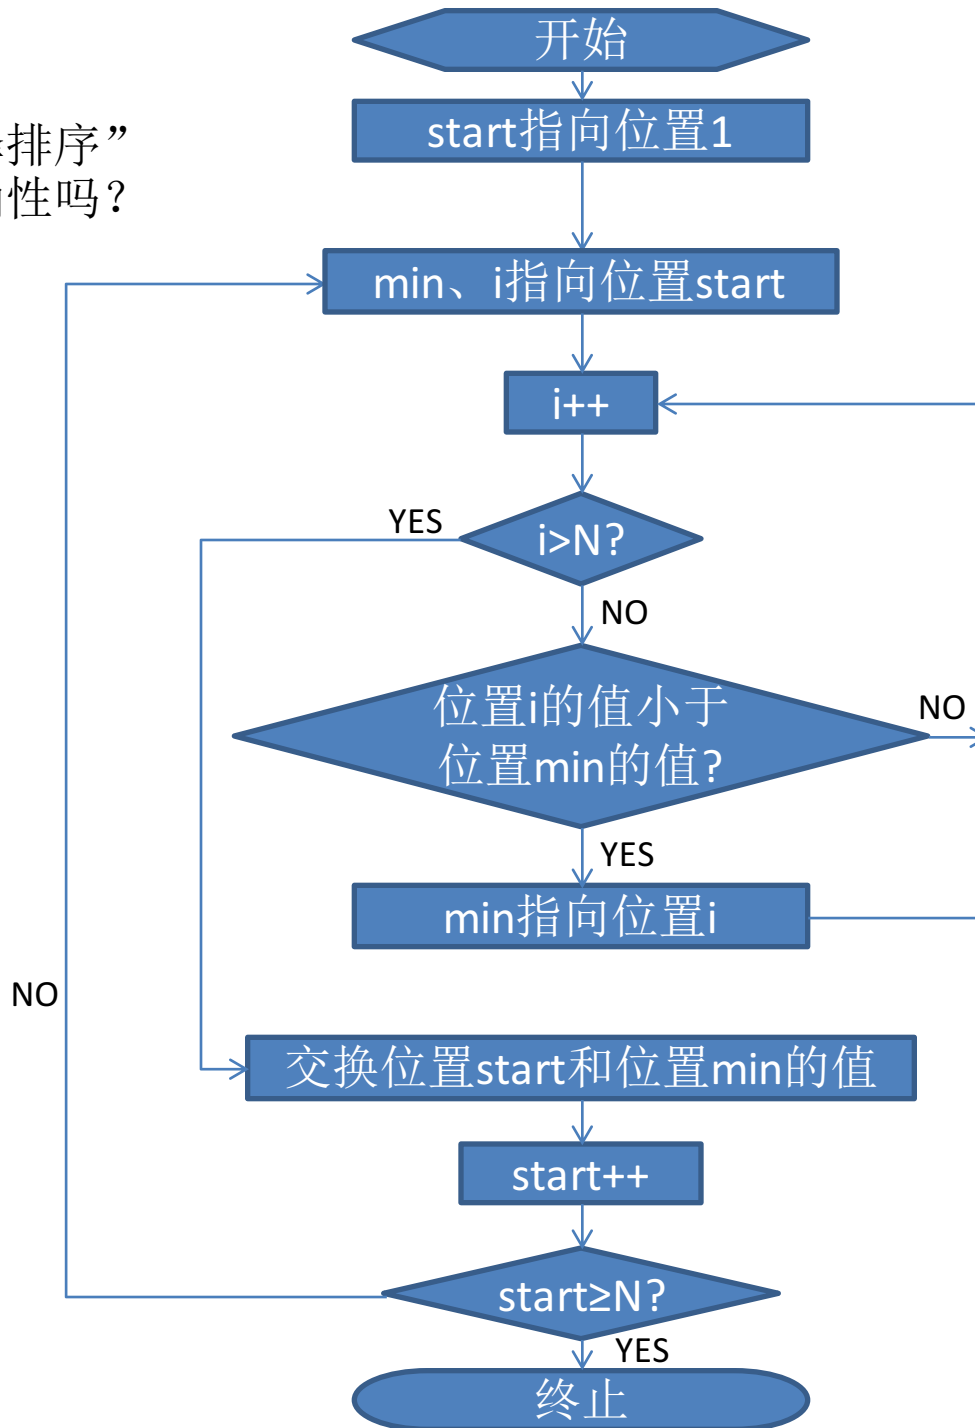 开始
start指向位置1
排序”
性吗？
min、i指向位置start
i++
YES
i>N?
NO
位置i的值小于
位置min的值?
NO
YES
min指向位置i
NO
交换位置start和位置min的值
start++
start≥N?
YES
终止